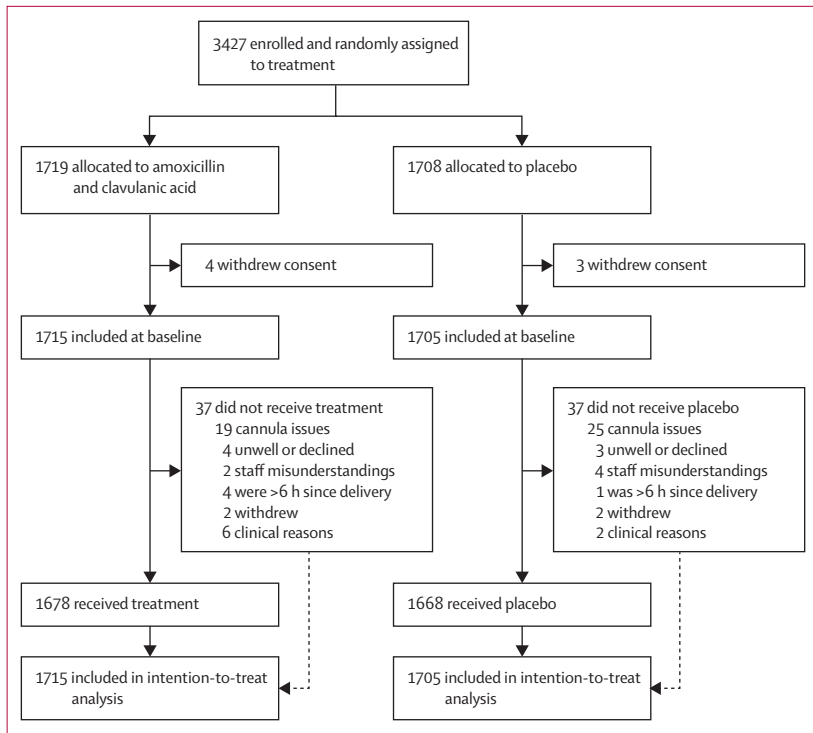 3427 enrolled and randomly assigned
to treatment
1719 allocated to amoxicillin
and clavulanic acid
1708 allocated to placebo
4 withdrew consent
3 withdrew consent
1715 included at baseline
1705 included at baseline
37 did not receive treatment
19 cannula issues
4 unwell or declined
2 staff misunderstandings
4 were >6 h since delivery
2 withdrew
6 clinical reasons
37 did not receive placebo
25 cannula issues
3 unwell or declined
4 staff misunderstandings
1 was >6 h since delivery
2 withdrew
2 clinical reasons
1678 received treatment
1668 received placebo
1715 included in intention-to-treat
analysis
1705 included in intention-to-treat
analysis